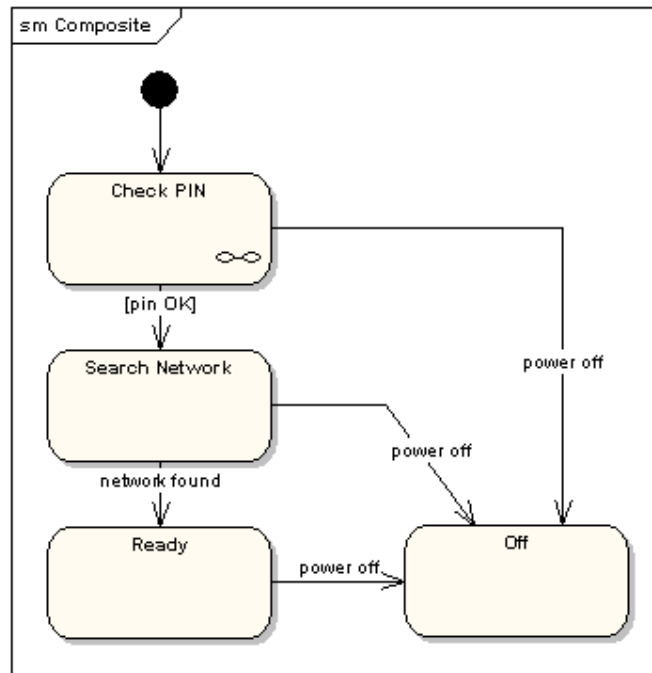 sm Composite
Check PIN
[pin OK]
Search Network
power off
power off
network found
Ready
Off
power off